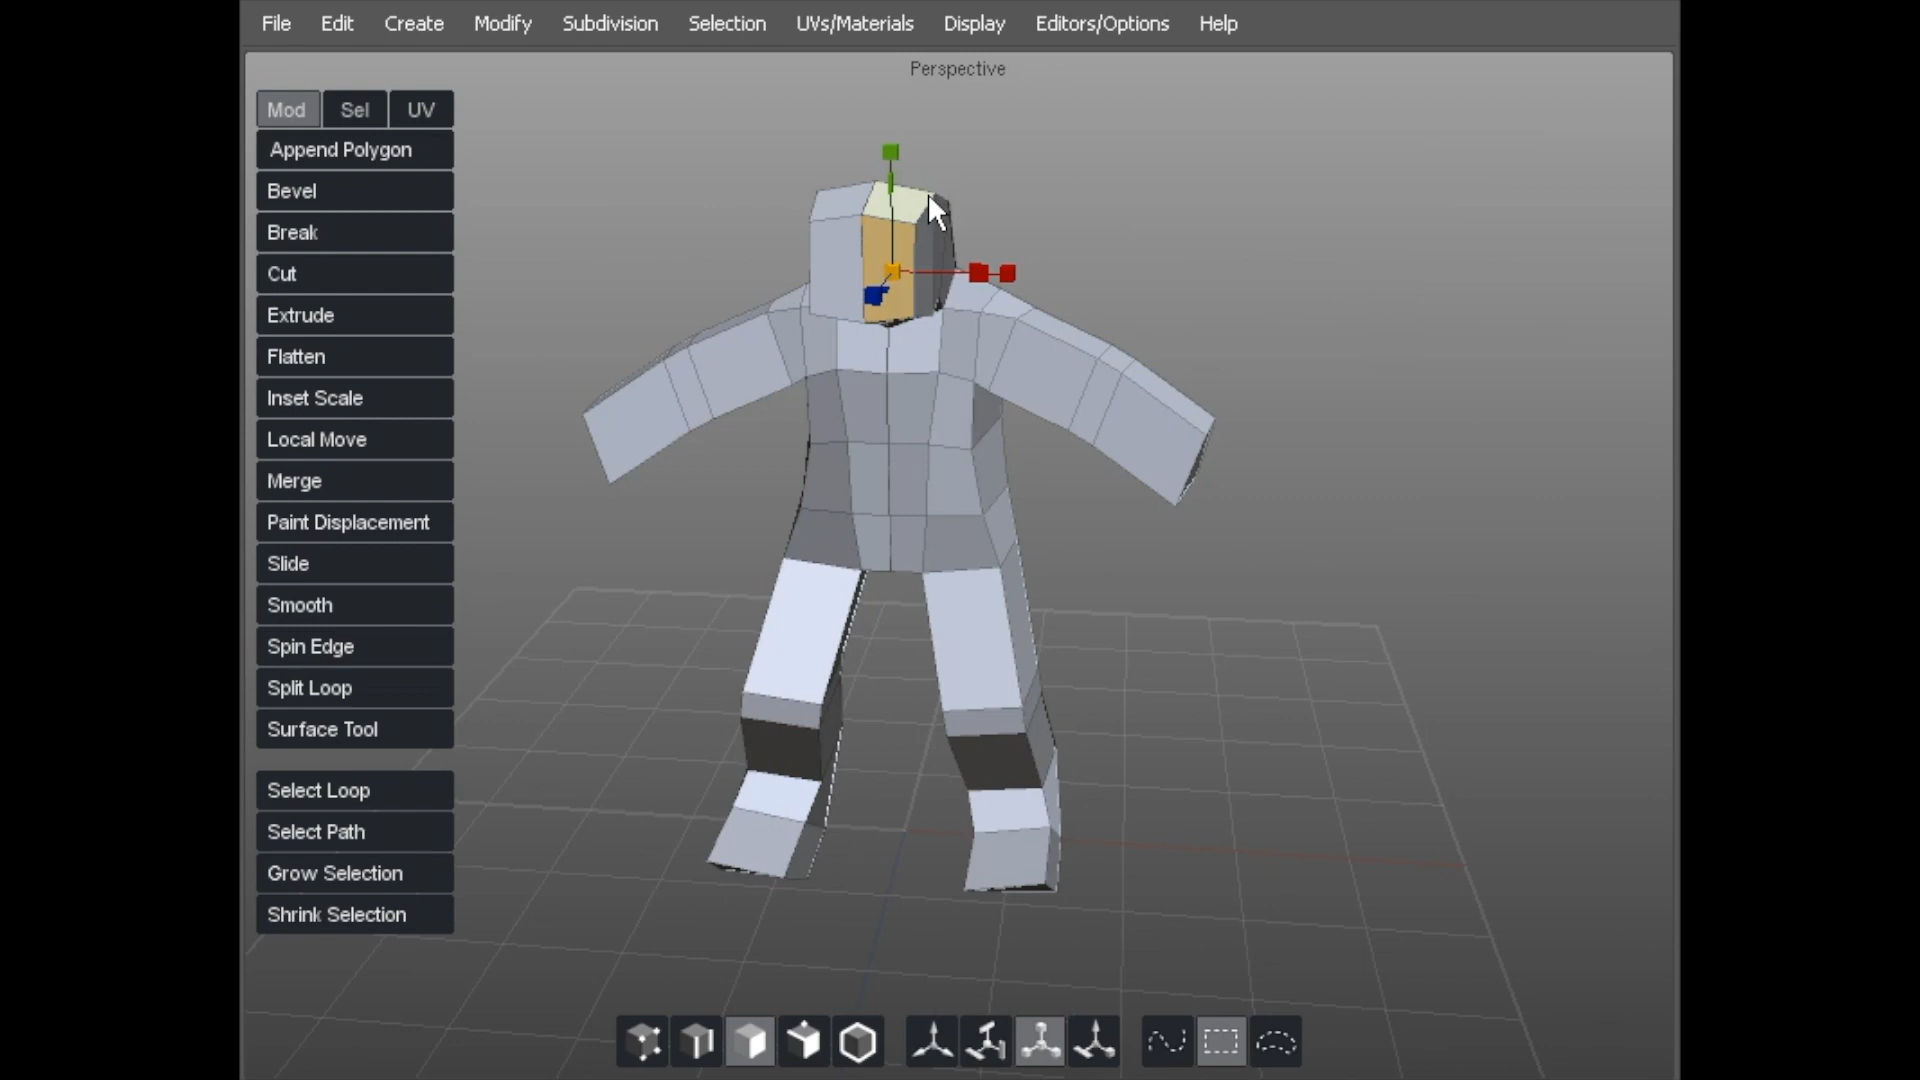 File Edit Create Modify Subdivision Selection UVs/Materials Display Editors/Options Help
Perspective
Mod Sel UV
Append Polygon
Bevel
Break
Cut
Extrude
Flatten
Inset Scale
Local Move
Merge
Paint Displacement
Slide
Smooth
Spin Edge
Split Loop
Surface Tool
Select Loop
Select Path
Grow Selection
Shrink Selection